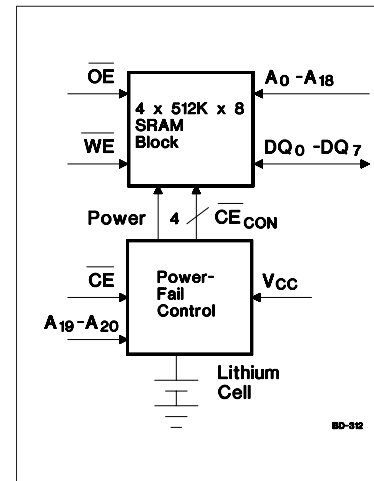 OE
A0 -A18
4 x 512K x 8
SRAM
Block
WE
DQ0 -DQ7
Power
4
CECON
CE
Power-
Fail
Control
VCC
A19-A20
Lithium
Cell
BD-312